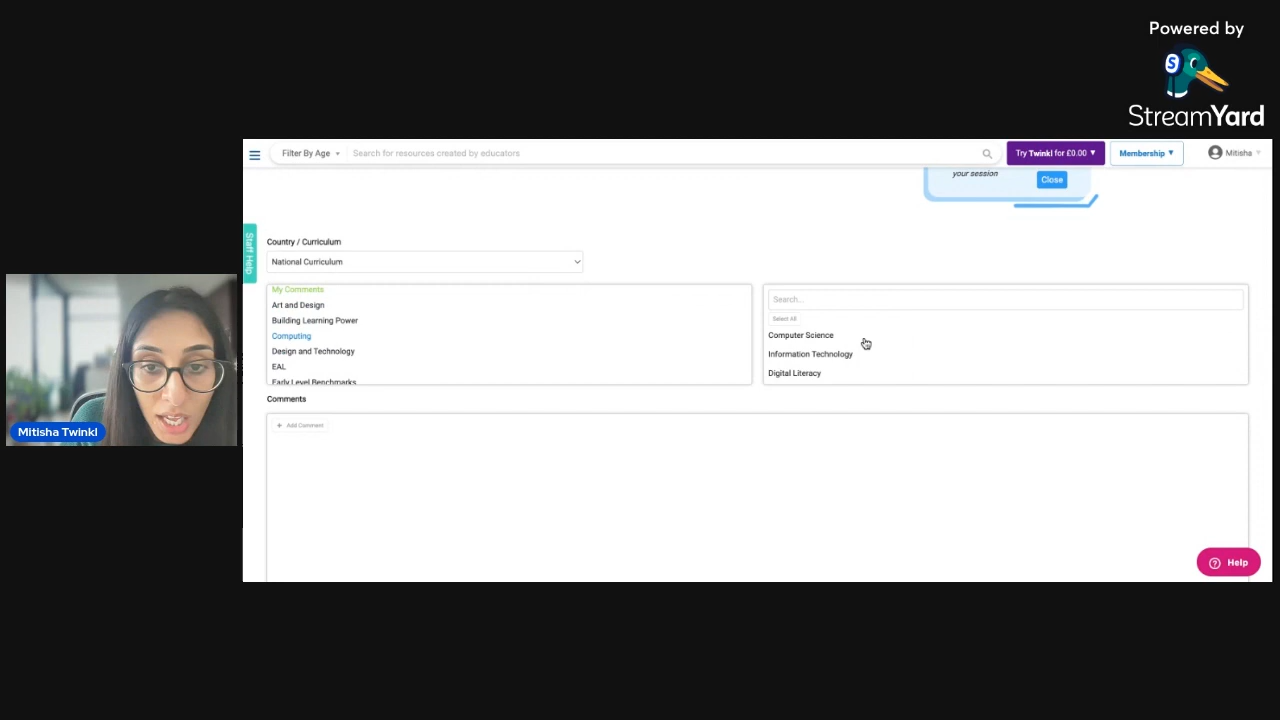 Powered by
S
StreamYard
Filter By Age
Search for resources created by educators
Try Twinkl for £0.00
Membership
Mitisha
your session
Close
Staff Help
Country / Curriculum
National Curriculum
My Comments
Art and Design
Building Learning Power
Computing
Design and Technology
EAL
Early Level Benchmarks
Search...
Select All
Computer Science
Information Technology
Digital Literacy
Comments
+ Add Comment
Mitisha Twinkl
? Help